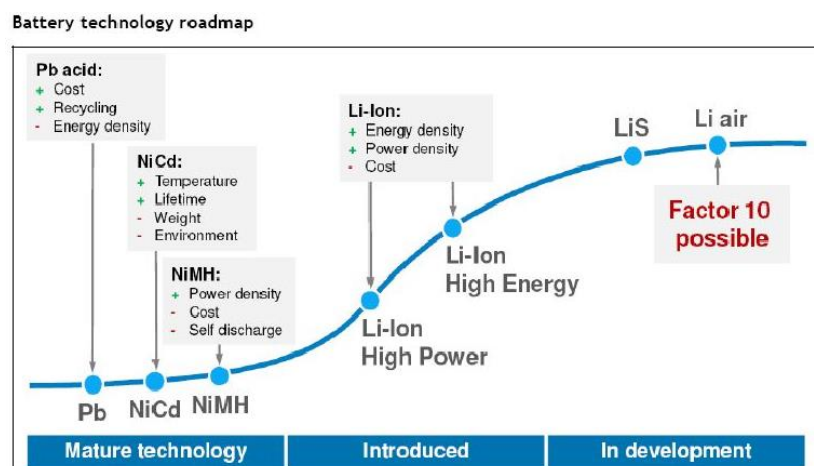 Battery technology roadmap
Pb acid:
+ Cost
+ Recycling
- Energy density
NiCd:
+ Temperature
+ Lifetime
- Weight
- Environment
NiMH:
+ Power density
- Cost
- Self discharge
Li-Ion:
+ Energy density
+ Power density
- Cost
LiS
Li air
Factor 10
possible
Li-Ion
High Energy
Li-Ion
High Power
Pb
NiCd
NiMH
Mature technology
Introduced
In development